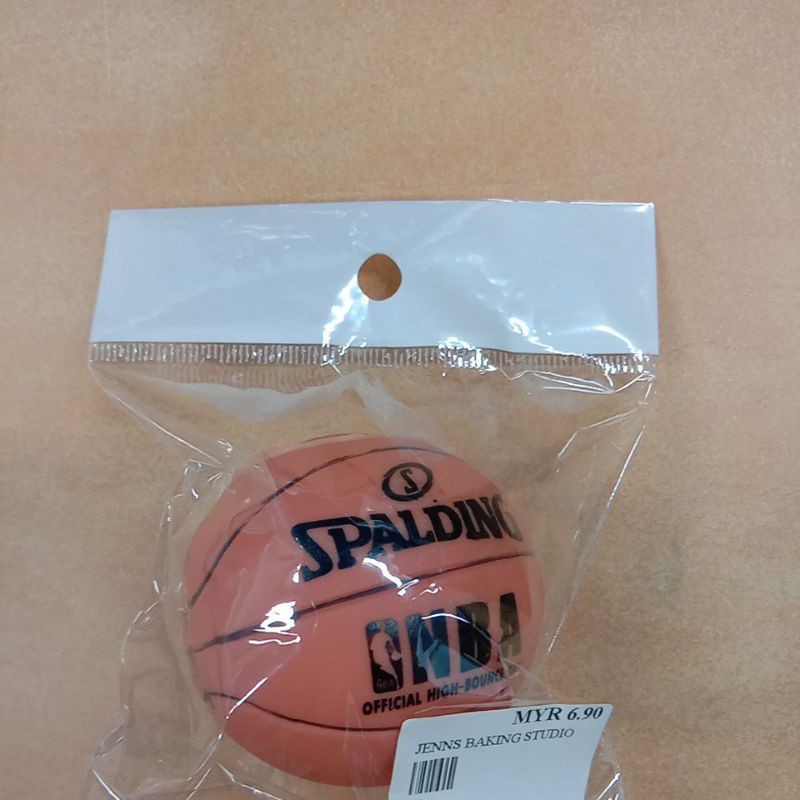 S
SPALDING
NBA
OFFICIAL HIGH-BOUNCE
MYR 6.90
JENNS BAKING STUDIO